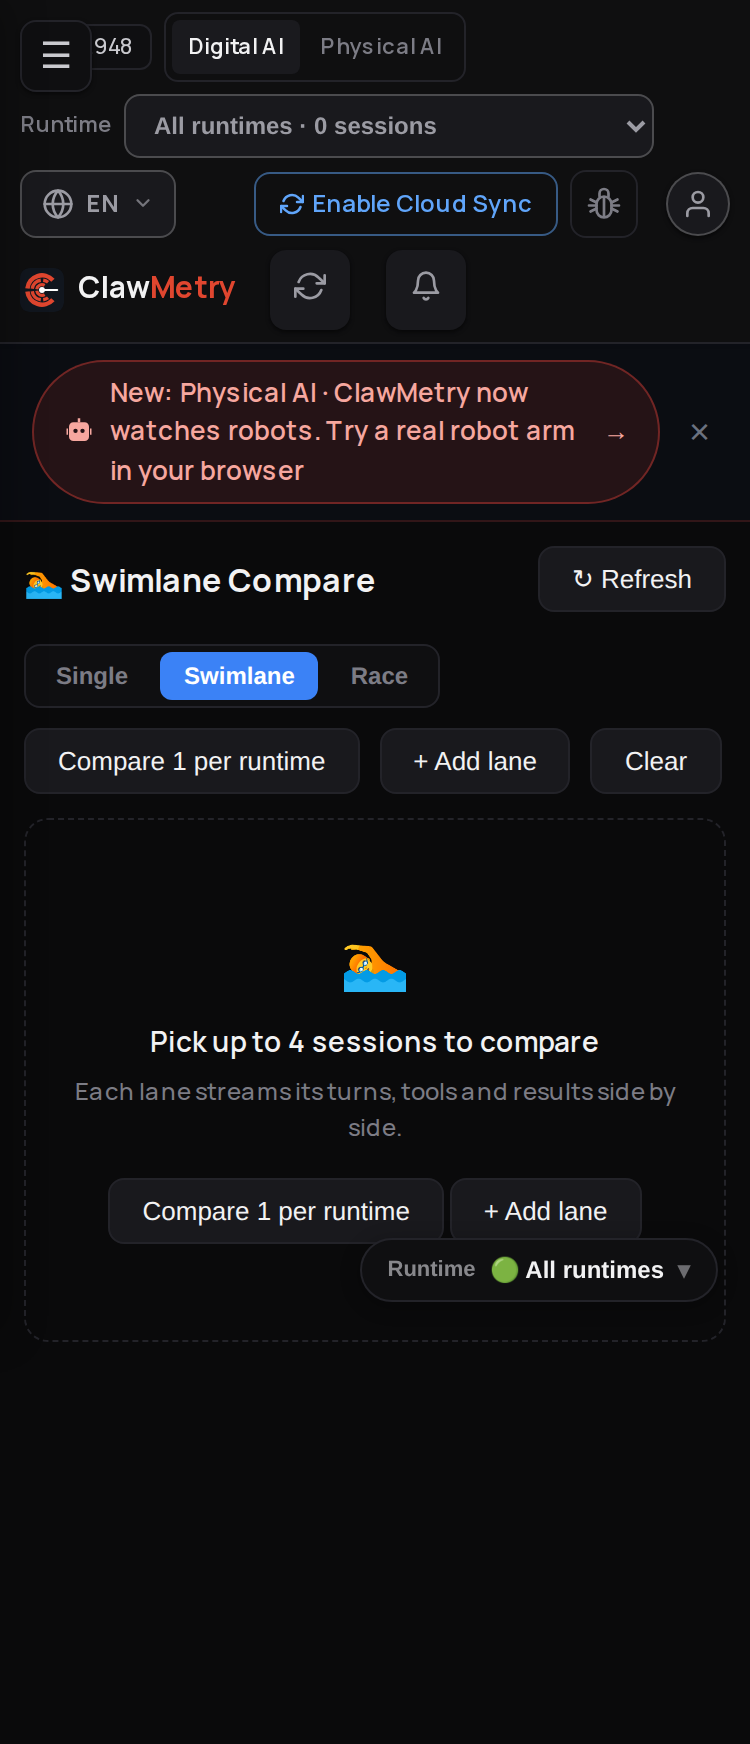 948
Digital AI
Physical AI
Runtime
All runtimes · 0 sessions
EN
Enable Cloud Sync
ClawMetry
New: Physical AI · ClawMetry now
watches robots. Try a real robot arm →
in your browser
×
Swimlane Compare
↻ Refresh
Single
Swimlane
Race
Compare 1 per runtime
+ Add lane
Clear
Pick up to 4 sessions to compare
Each lane streams its turns, tools and results side by
side.
Compare 1 per runtime
+ Add lane
Runtime All runtimes ▾